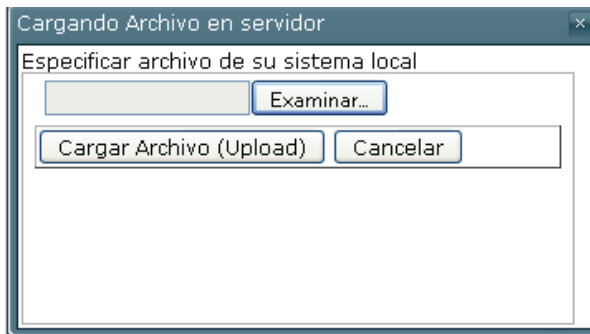 Cargando Archivo en servidor
Especificar archivo de su sistema local
Examinar...
Cargar Archivo (Upload) Cancelar